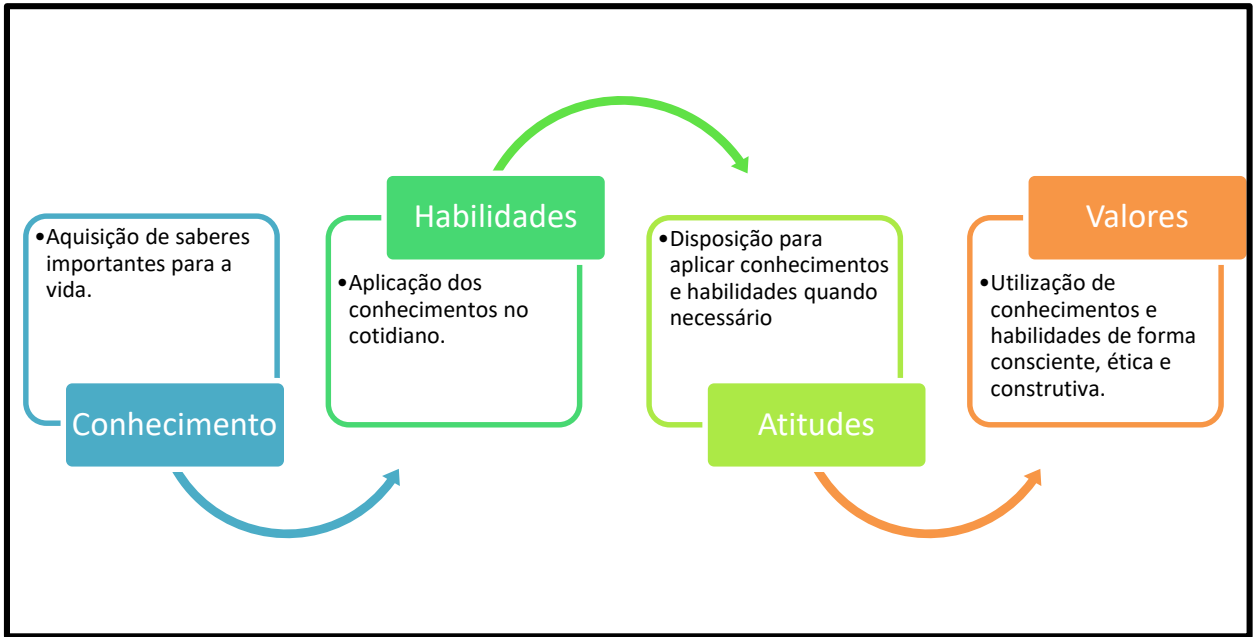 •Aquisição de saberes
importantes para a
vida.
Conhecimento
Habilidades
•Aplicação dos
conhecimentos no
cotidiano.
•Disposição para
aplicar conhecimentos
e habilidades quando
necessário
Atitudes
Valores
•Utilização de
conhecimentos e
habilidades de forma
consciente, ética e
construtiva.